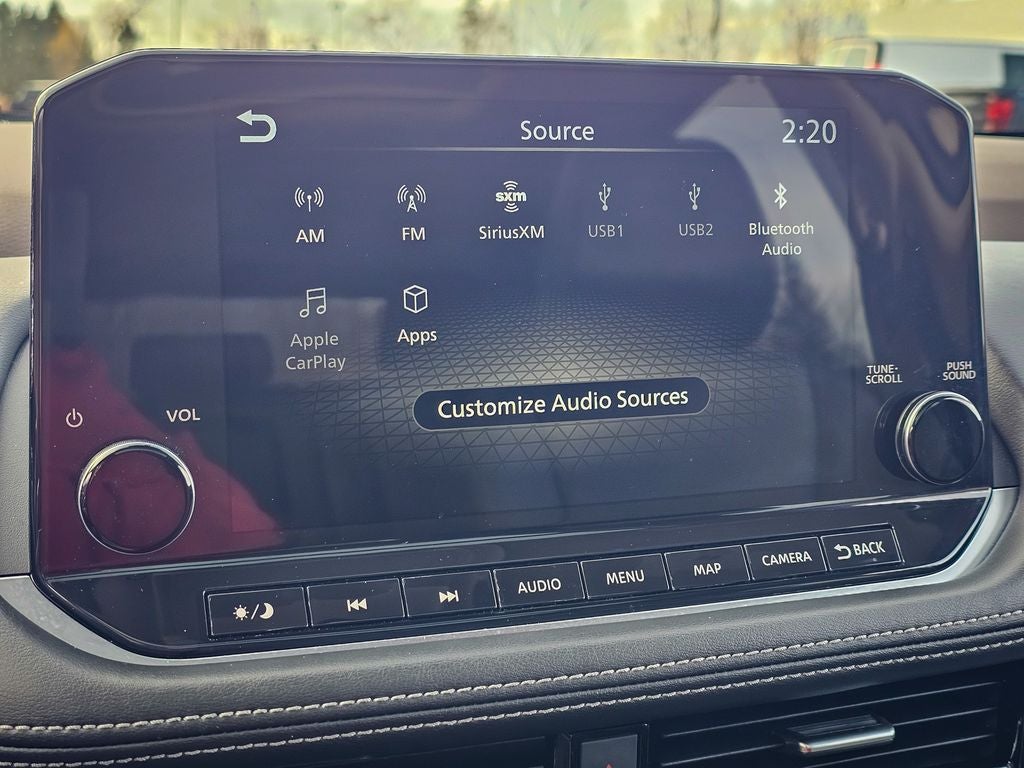 Source
2:20
AM
FM
sxm
SiriusXM
USB1
USB2
Bluetooth
Audio
Apple
CarPlay
Apps
Customize Audio Sources
VOL
TUNE·
SCROLL
PUSH
SOUND
AUDIO
MENU
MAP
CAMERA
BACK